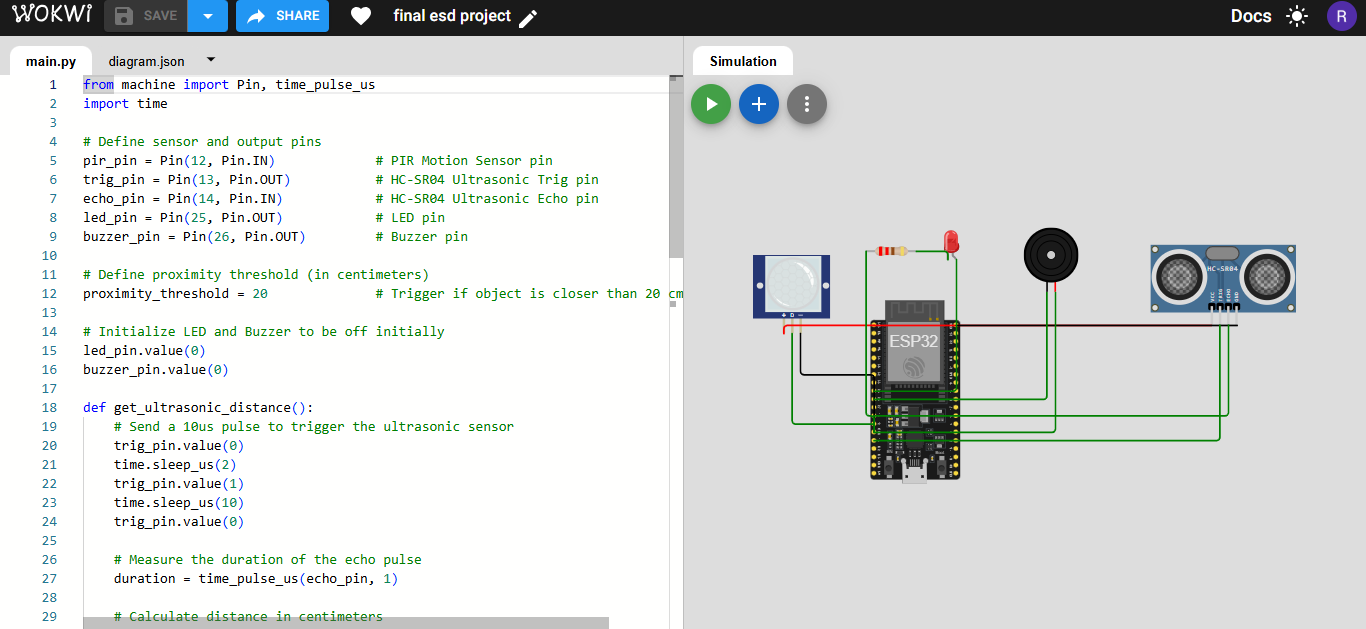 WOKWI SAVE SHARE final esd project Docs R
main.py diagram.json
1 from machine import Pin, time_pulse_us
2 import time
3
4 # Define sensor and output pins
5 pir_pin = Pin(12, Pin.IN) # PIR Motion Sensor pin
6 trig_pin = Pin(13, Pin.OUT) # HC-SR04 Ultrasonic Trig pin
7 echo_pin = Pin(14, Pin.IN) # HC-SR04 Ultrasonic Echo pin
8 led_pin = Pin(25, Pin.OUT) # LED pin
9 buzzer_pin = Pin(26, Pin.OUT) # Buzzer pin
10
11 # Define proximity threshold (in centimeters)
12 proximity_threshold = 20 # Trigger if object is closer than 20 cm
13
14 # Initialize LED and Buzzer to be off initially
15 led_pin.value(0)
16 buzzer_pin.value(0)
17
18 def get_ultrasonic_distance():
19 # Send a 10us pulse to trigger the ultrasonic sensor
20 trig_pin.value(0)
21 time.sleep_us(2)
22 trig_pin.value(1)
23 time.sleep_us(10)
24 trig_pin.value(0)
25
26 # Measure the duration of the echo pulse
27 duration = time_pulse_us(echo_pin, 1)
28
29 # Calculate distance in centimeters
Simulation
HC-SR04
VCC
TRIG
ECHO
GND
ESP32